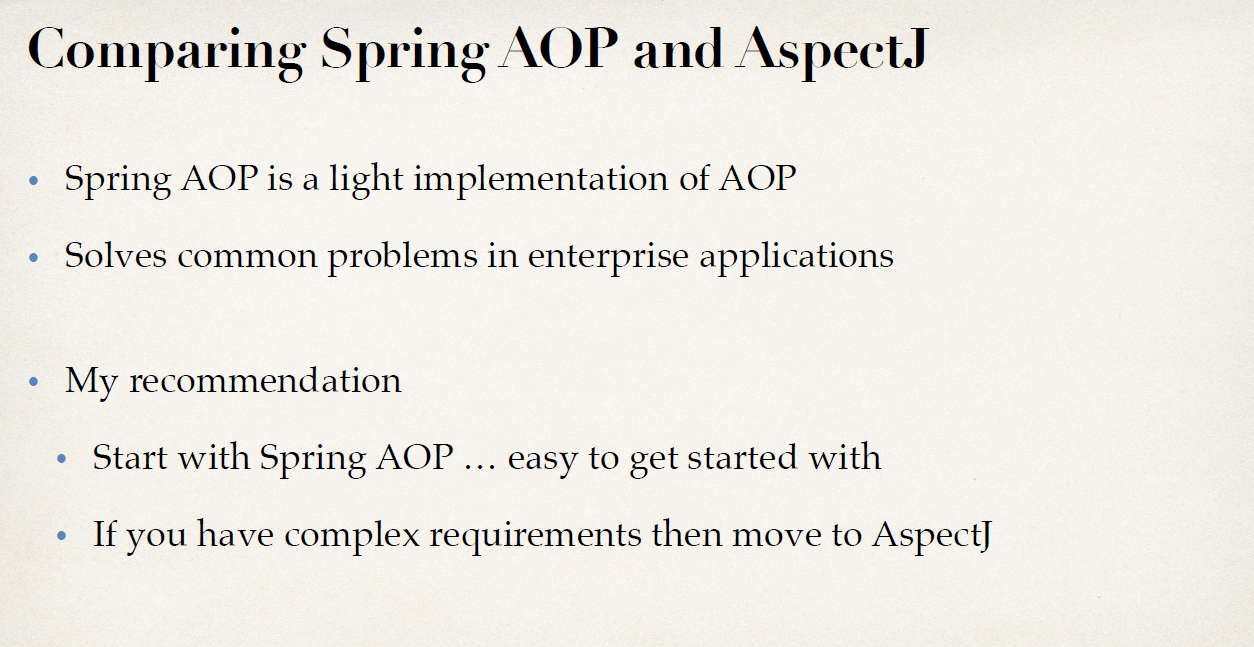 Comparing Spring AOP and AspectJ
• Spring AOP is a light implementation of AOP
• Solves common problems in enterprise applications
• My recommendation
• Start with Spring AOP … easy to get started with
• If you have complex requirements then move to AspectJ